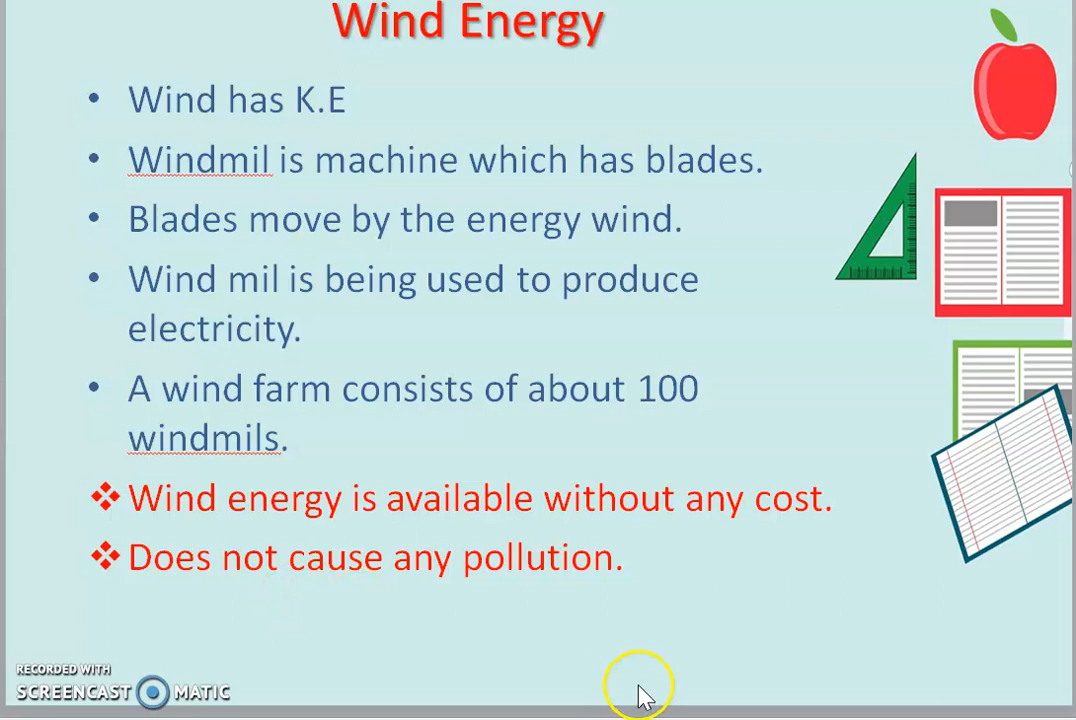 Wind Energy
• Wind has K.E
• Windmil is machine which has blades.
• Blades move by the energy wind.
• Wind mil is being used to produce
electricity.
• A wind farm consists of about 100
windmils.
❖ Wind energy is available without any cost.
❖ Does not cause any pollution.
RECORDED WITH
SCREENCAST MATIC